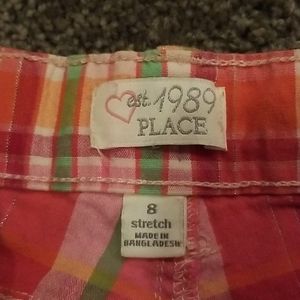 est. 1989
PLACE
8
stretch
MADE IN
BANGLADESH